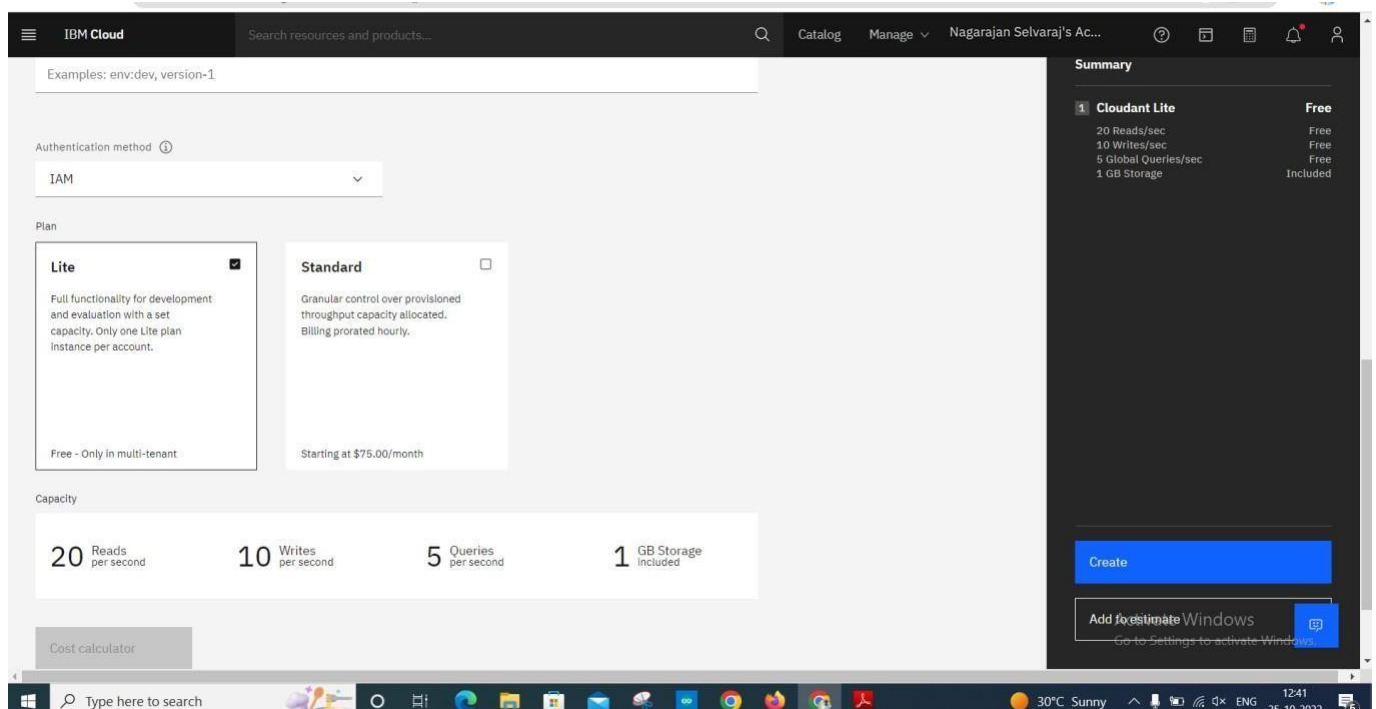 IBM Cloud
Search resources and products...
Catalog
Manage
Nagarajan Selvaraj's Ac...
Examples: env:dev, version-1
Authentication method
IAM
Plan
Lite
Full functionality for development
and evaluation with a set
capacity. Only one Lite plan
instance per account.
Free - Only in multi-tenant
Standard
Granular control over provisioned
throughput capacity allocated.
Billing prorated hourly.
Starting at $75.00/month
Capacity
20 Reads per second
10 Writes per second
5 Queries per second
1 GB Storage included
Cost calculator
Summary
1 Cloudant Lite Free
20 Reads/sec Free
10 Writes/sec Free
5 Global Queries/sec Free
1 GB Storage Included
Create
Add to estimate
Activate Windows
Go to Settings to activate Windows.
Type here to search
30°C Sunny
ENG
12:41
25-10-2022
6